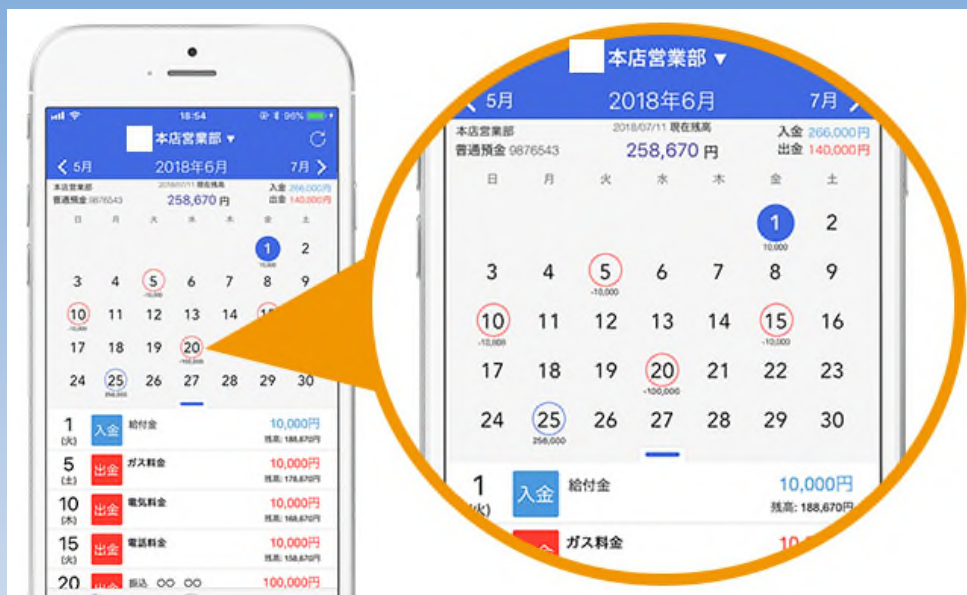 18:54
96%
本店営業部 ▼
5月
2018年6月
7月
本店営業部
2018/07/11 現在残高
入金 266,000円
普通預金 9876543
258,670 円
出金 140,000円
日 月 火 水 木 金 土
1 2
10,000
3 4 5 6 7 8 9
-10,000
10 11 12 13 14
-10,000
17 18 19 20
-100,000
24 25 26 27 28 29 30
256,000
1 入金 給付金 10,000円
(火) 残高: 188,670円
5 出金 ガス料金 10,000円
(土) 残高: 178,670円
10 出金 電気料金 10,000円
(木) 残高: 168,670円
15 出金 電話料金 10,000円
(火) 残高: 158,670円
20 出金 振込 ○○ ○○ 100,000円
本店営業部 ▼
5月
2018年6月
7月
本店営業部
2018/07/11 現在残高
入金 266,000円
普通預金 9876543
258,670 円
出金 140,000円
日 月 火 水 木 金 土
1 2
10,000
3 4 5 6 7 8 9
-10,000
10 11 12 13 14 15 16
-10,000 -10,000
17 18 19 20 21 22 23
-100,000
24 25 26 27 28 29 30
256,000
1 入金 給付金 10,000円
火) 残高: 188,670円
ガス料金